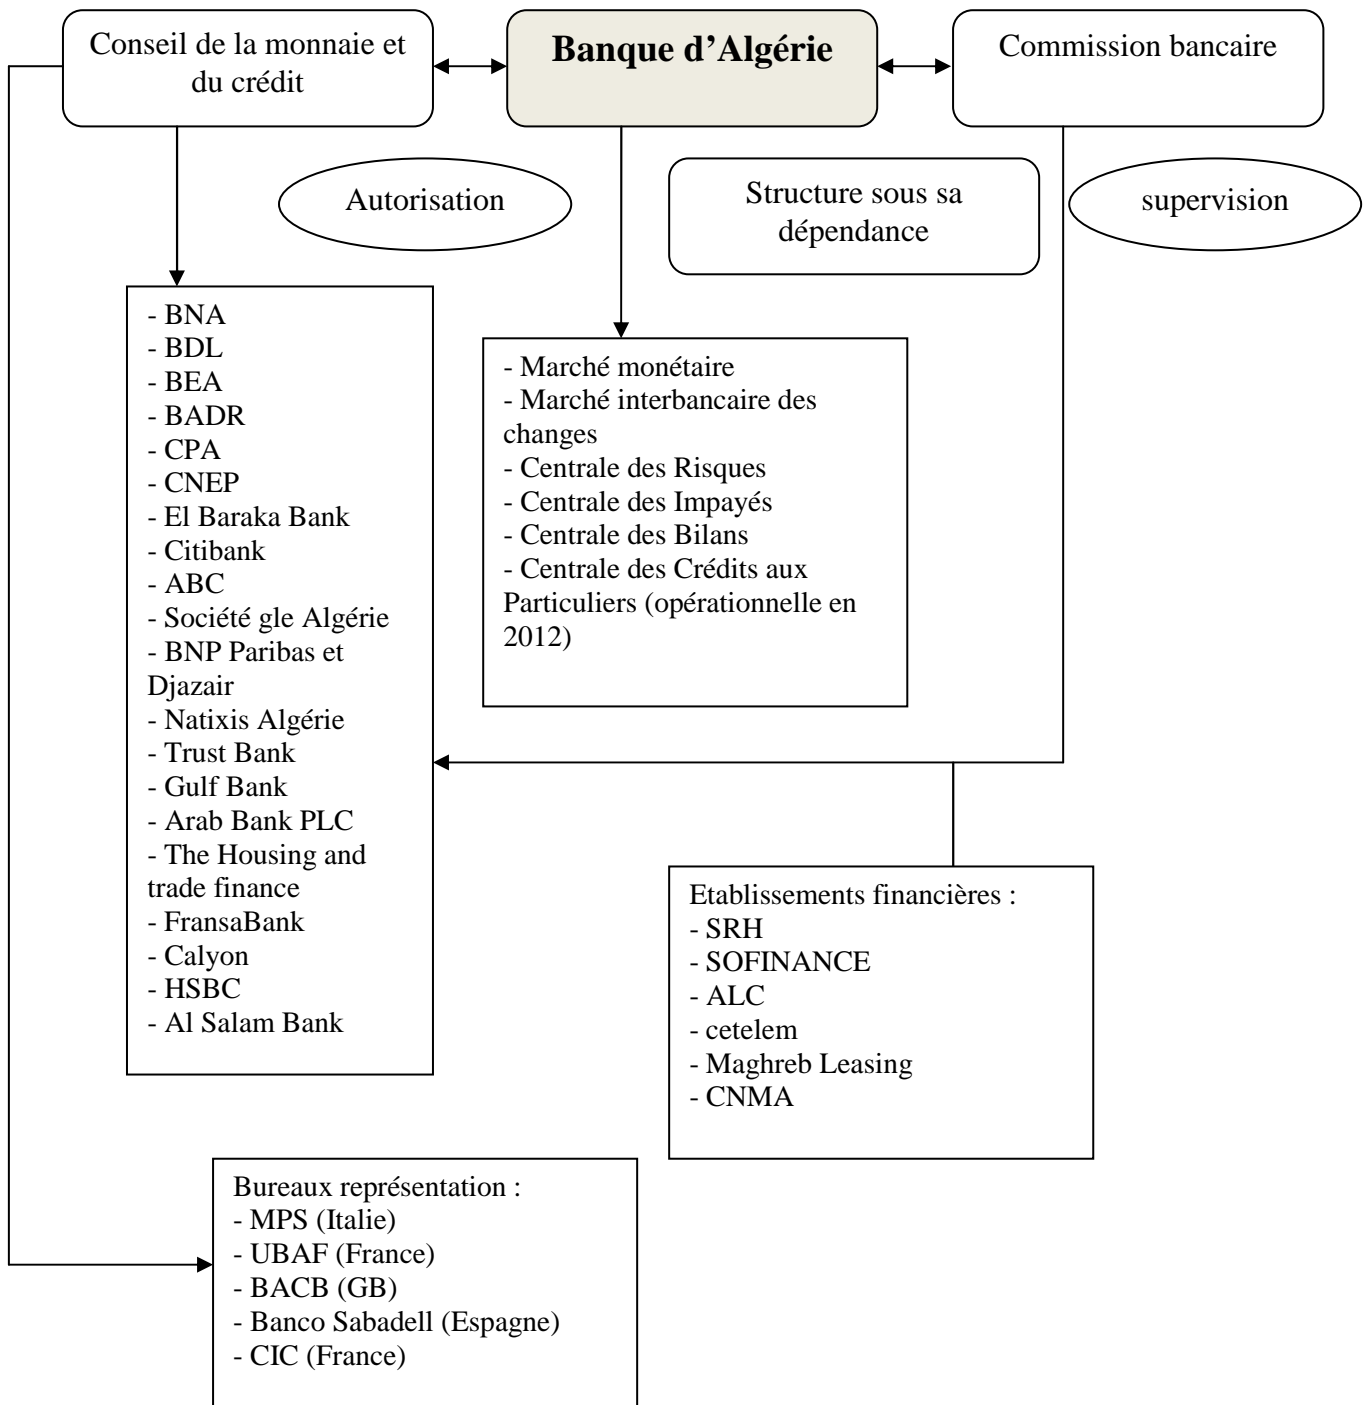 Conseil de la monnaie et
du crédit
Banque d’Algérie
Commission bancaire
Autorisation
Structure sous sa
dépendance
supervision
- BNA
- BDL
- BEA
- BADR
- CPA
- CNEP
- El Baraka Bank
- Citibank
- ABC
- Société gle Algérie
- BNP Paribas et
Djazair
- Natixis Algérie
- Trust Bank
- Gulf Bank
- Arab Bank PLC
- The Housing and
trade finance
- FransaBank
- Calyon
- HSBC
- Al Salam Bank
- Marché monétaire
- Marché interbancaire des
changes
- Centrale des Risques
- Centrale des Impayés
- Centrale des Bilans
- Centrale des Crédits aux
Particuliers (opérationnelle en
2012)
Etablissements financières :
- SRH
- SOFINANCE
- ALC
- cetelem
- Maghreb Leasing
- CNMA
Bureaux représentation :
- MPS (Italie)
- UBAF (France)
- BACB (GB)
- Banco Sabadell (Espagne)
- CIC (France)